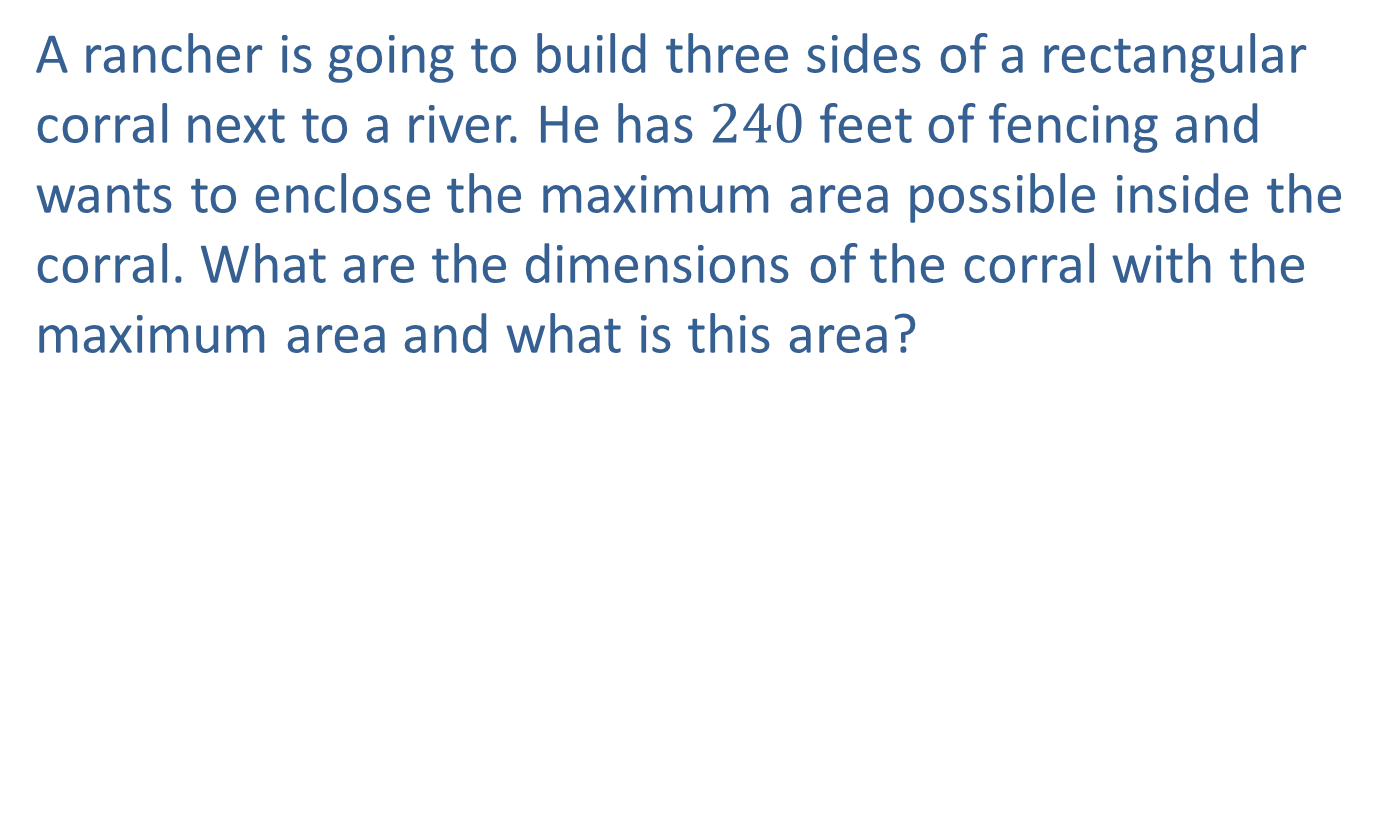 A rancher is going to build three sides of a rectangular
corral next to a river. He has 240 feet of fencing and
wants to enclose the maximum area possible inside the
corral. What are the dimensions of the corral with the
maximum area and what is this area?